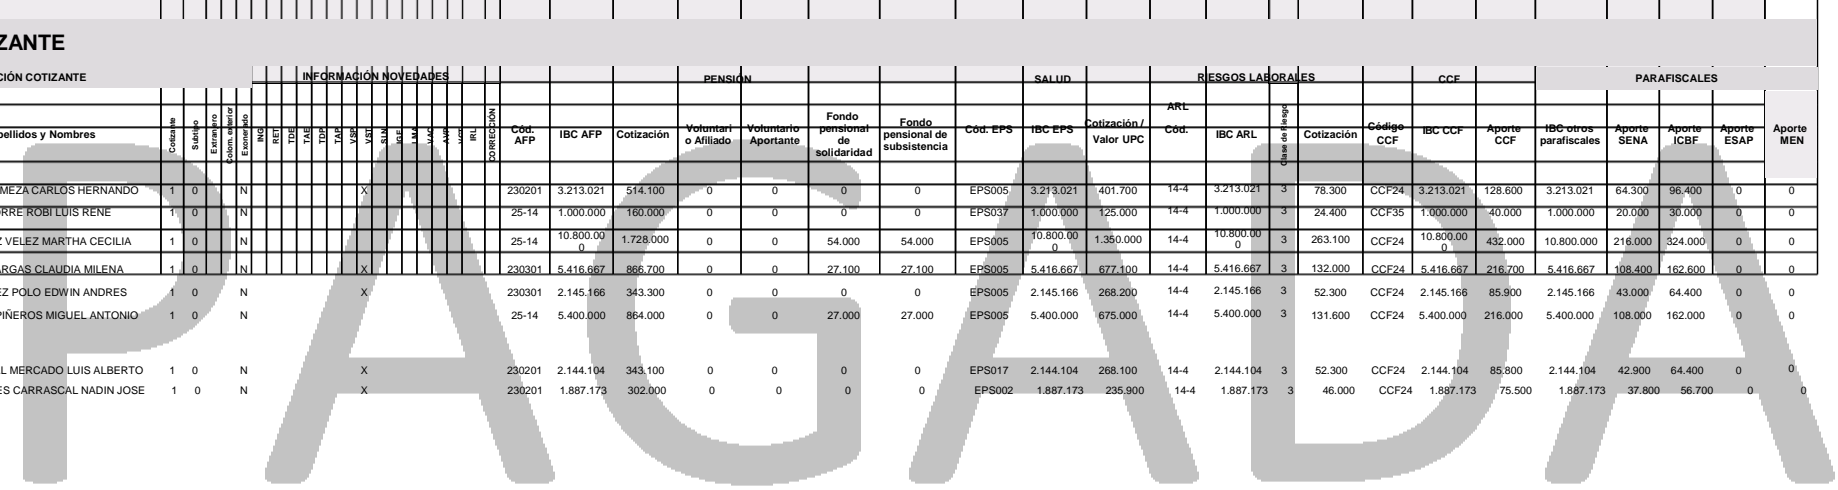 ZANTE
CIÓN COTIZANTE INFORMACIÓN NOVEDADES PENSIÓN SALUD RIESGOS LABORALES CCF PARAFISCALES
pellidos y Nombres Cotizante Subtipo Extranjero Colom. exterior Exonerado ING RET TDE TAE TDP TAP VSP VST SLN IGE LMA VAC AVP VCT IRL CORRECCIÓN Cód. AFP IBC AFP Cotización Voluntari o Afiliado Voluntario Aportante Fondo pensional de solidaridad Fondo pensional de subsistencia Cód. EPS IBC EPS Cotización / Valor UPC ARL Cód. IBC ARL Clase de Riesgo Cotización Código CCF IBC CCF Aporte CCF IBC otros parafiscales Aporte SENA Aporte ICBF Aporte ESAP Aporte MEN
MEZA CARLOS HERNANDO 1 0 N X 230201 3.213.021 514.100 0 0 0 0 EPS005 3.213.021 401.700 14-4 3.213.021 3 78.300 CCF24 3.213.021 128.600 3.213.021 64.300 96.400 0 0
ORRE ROBI LUIS RENE 1 0 N 25-14 1.000.000 160.000 0 0 0 0 EPS037 1.000.000 125.000 14-4 1.000.000 3 24.400 CCF35 1.000.000 40.000 1.000.000 20.000 30.000 0 0
Z VELEZ MARTHA CECILIA 1 0 N 25-14 10.800.000 1.728.000 0 0 54.000 54.000 EPS005 10.800.000 1.350.000 14-4 10.800.000 3 263.100 CCF24 10.800.000 432.000 10.800.000 216.000 324.000 0 0
ARGAS CLAUDIA MILENA 1 0 N X 230301 5.416.667 866.700 0 0 27.100 27.100 EPS005 5.416.667 677.100 14-4 5.416.667 3 132.000 CCF24 5.416.667 216.700 5.416.667 108.400 162.600 0 0
EZ POLO EDWIN ANDRES 1 0 N X 230301 2.145.166 343.300 0 0 0 0 EPS005 2.145.166 268.200 14-4 2.145.166 3 52.300 CCF24 2.145.166 85.900 2.145.166 43.000 64.400 0 0
PIÑEROS MIGUEL ANTONIO 1 0 N 25-14 5.400.000 864.000 0 0 27.000 27.000 EPS005 5.400.000 675.000 14-4 5.400.000 3 131.600 CCF24 5.400.000 216.000 5.400.000 108.000 162.000 0 0
L MERCADO LUIS ALBERTO 1 0 N X 230201 2.144.104 343.100 0 0 0 0 EPS017 2.144.104 268.100 14-4 2.144.104 3 52.300 CCF24 2.144.104 85.800 2.144.104 42.900 64.400 0 0
ES CARRASCAL NADIN JOSE 1 0 N X 230201 1.887.173 302.000 0 0 0 0 EPS002 1.887.173 235.900 14-4 1.887.173 3 46.000 CCF24 1.887.173 75.500 1.887.173 37.800 56.700 0 0
PAGADA